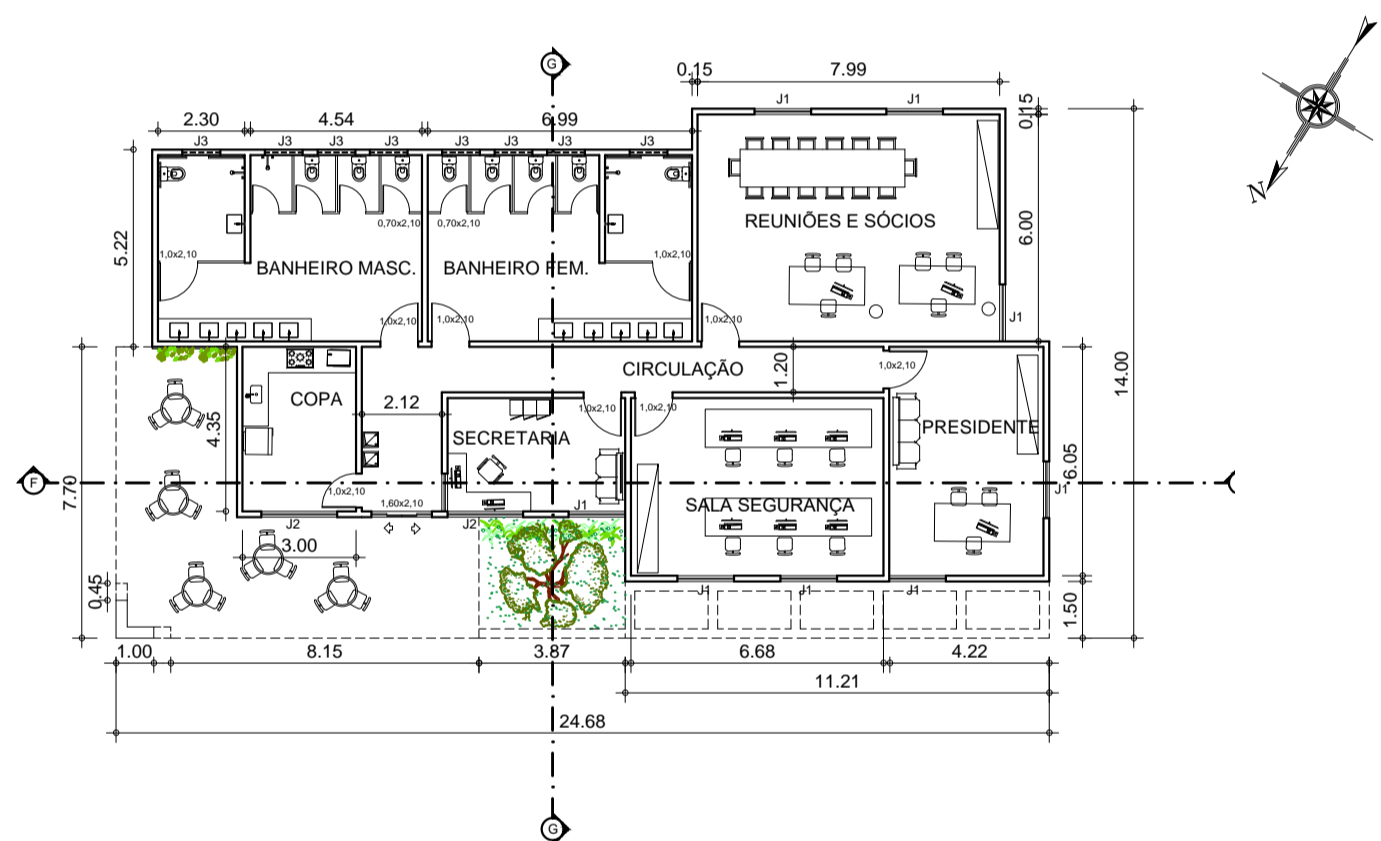 G
0.15 7.99
2.30 4.54 6.99
J1 J1
0.15
J3 J3 J3 J3 J3 J3 J3 J3
N
5.22
REUNIÕES E SÓCIOS
6.00
0,70x2,10 0,70x2,10
1,0x2,10 1,0x2,10
BANHEIRO MASC. BANHEIRO FEM.
1,0x2,10 1,0x2,10 1,0x2,10
J1
CIRCULAÇÃO
1.20
1,0x2,10
14.00
COPA
2.12
1,0x2,10 1,0x2,10
4.35
SECRETARIA
PRESIDENTE
6.05
F
7.70
1,0x2,10
1,60x2,10
SALA SEGURANÇA
J1
J2 J2 J1
3.00
0.45
J1 J1 J1
1.50
1.00 8.15 3.87 6.68 4.22
11.21
24.68
G